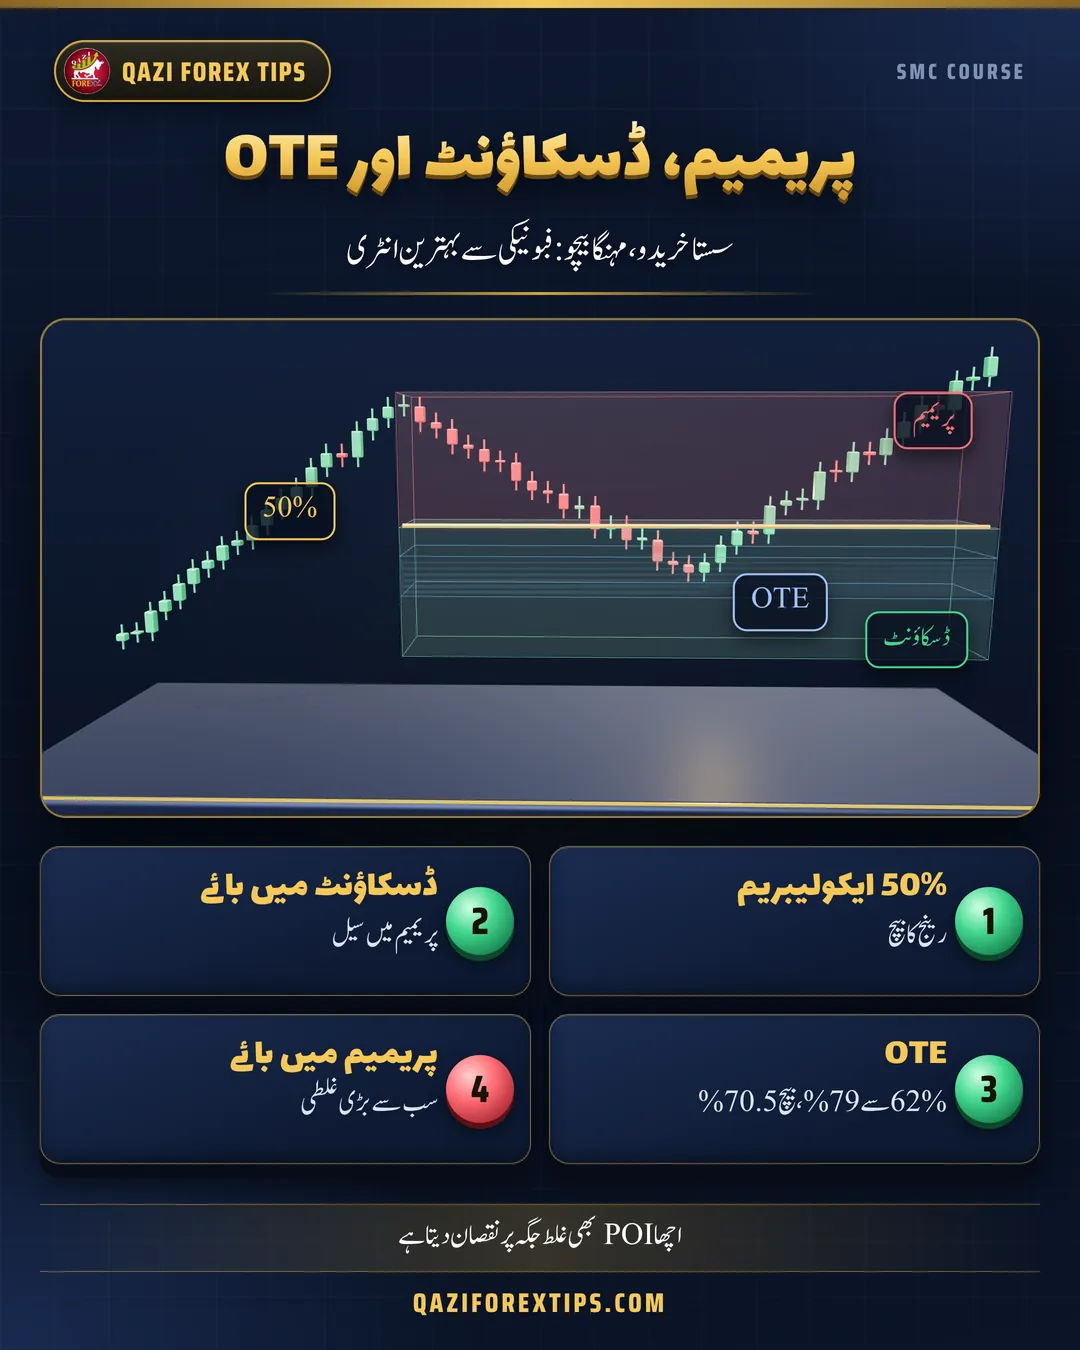 QAZI FOREX TIPS
SMC COURSE
پریمیم، ڈسکاؤنٹ اور OTE
سستا خریدو، مہنگا بیچو: فبونیکی سے بہترین انٹری
پریمیم
50%
OTE
ڈسکاؤنٹ
1
50% ایکولیبریم
رینج کا بیچ
2
ڈسکاؤنٹ میں بائے
پریمیم میں سیل
3
OTE
62% سے 79%، بیچ 70.5%
4
پریمیم میں بائے
سب سے بڑی غلطی
اچھا POI بھی غلط جگہ پر نقصان دیتا ہے
QAZIFOREXTIPS.COM